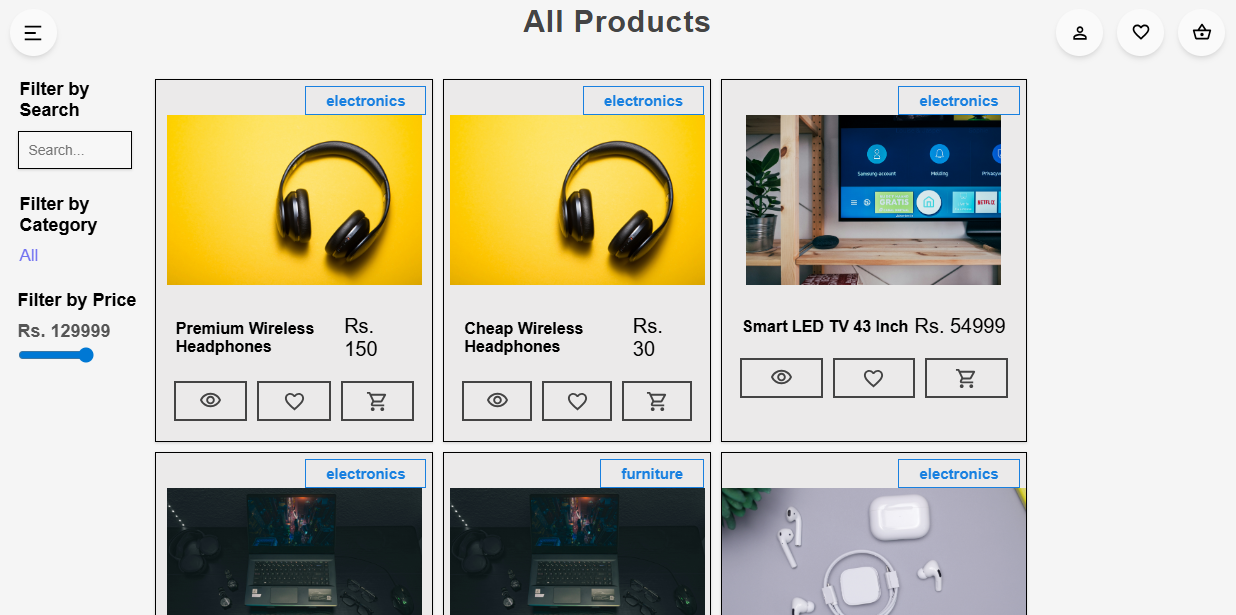 All Products
Filter by
Search
Search...
Filter by
Category
All
Filter by Price
Rs. 129999
electronics
Premium Wireless
Headphones
Rs.
150
electronics
Cheap Wireless
Headphones
Rs.
30
electronics
Samsung account
Melding
GRATIS
NETFLIX
Smart LED TV 43 Inch
Rs. 54999
electronics
furniture
electronics